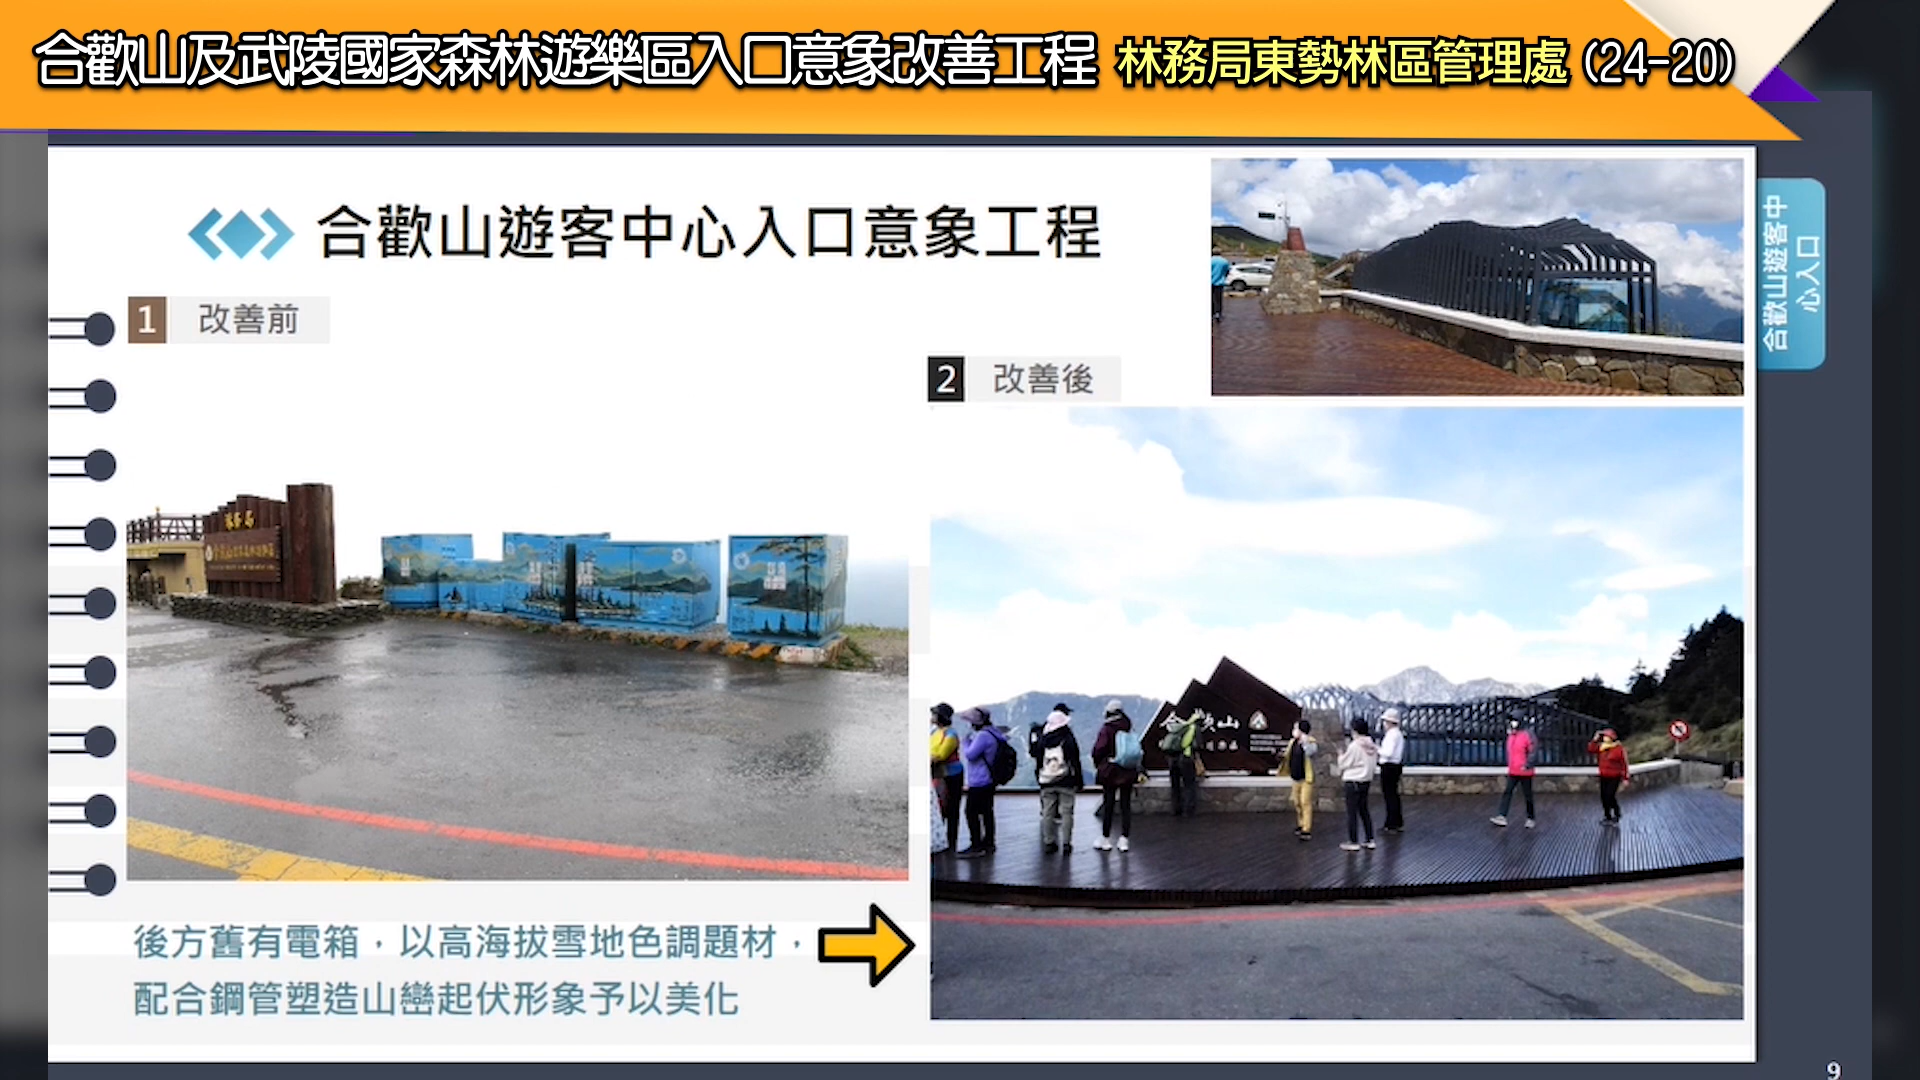 合歡山及武陵國家森林遊樂區入口意象改善工程 林務局東勢林區管理處 (24-20)
合歡山遊客中心入口意象工程
合歡山遊客中
心入口
1 改善前
2 改善後
合歡山
後方舊有電箱，以高海拔雪地色調題材，
配合鋼管塑造山巒起伏形象予以美化
9